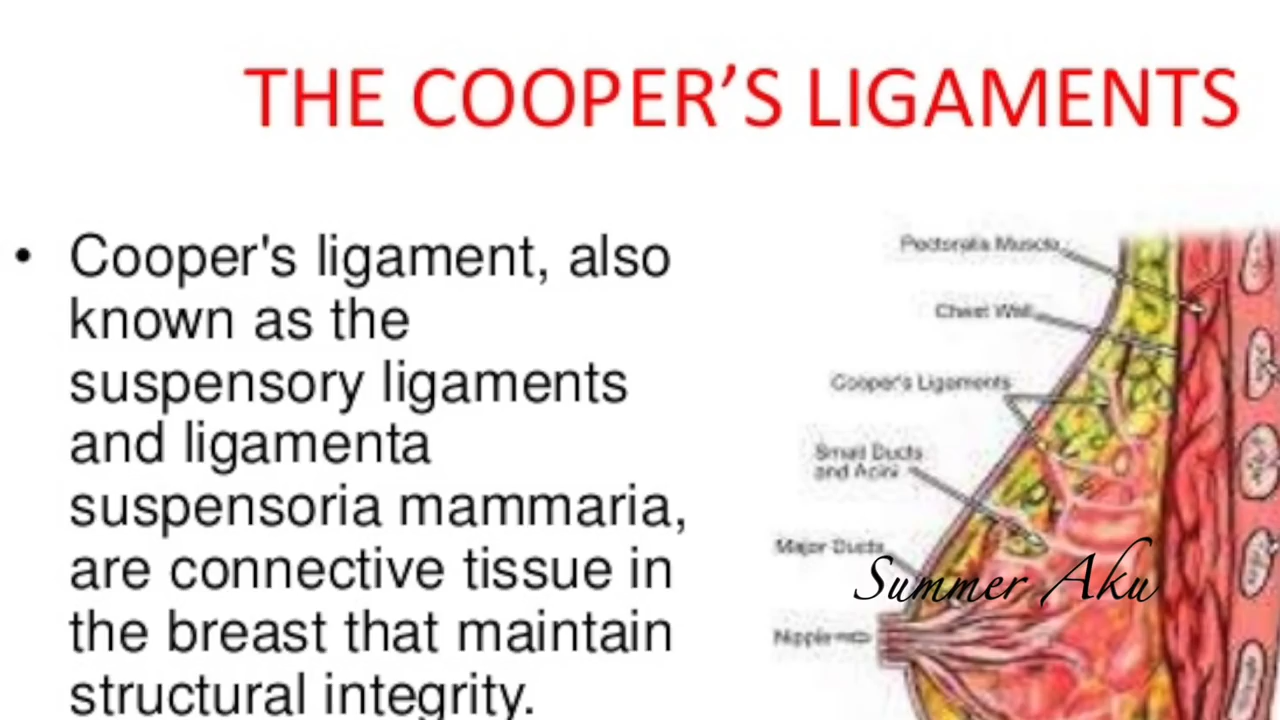 THE COOPER’S LIGAMENTS
• Cooper's ligament, also
known as the
suspensory ligaments
and ligamenta
suspensoria mammaria,
are connective tissue in
the breast that maintain
structural integrity.
Pectoralis Muscle
Chest Wall
Cooper's Ligaments
Small Ducts
and Acini
Major Ducts
Summer Aku
Nipple